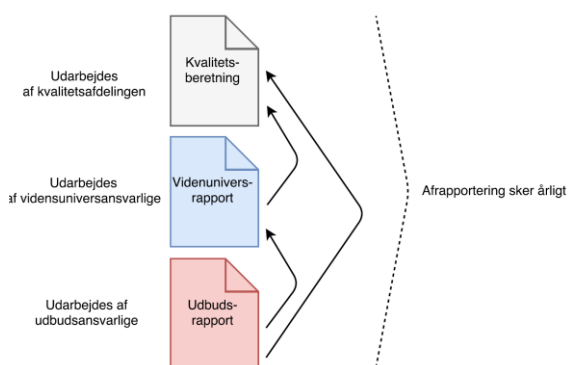 Udarbejdes
af kvalitetsafdelingen
Kvalitets-
beretning
Udarbejdes
af vidensuniversansvarlige
Videnunivers-
rapport
Afrapportering sker årligt
Udarbejdes af
udbudsansvarlige
Udbuds-
rapport